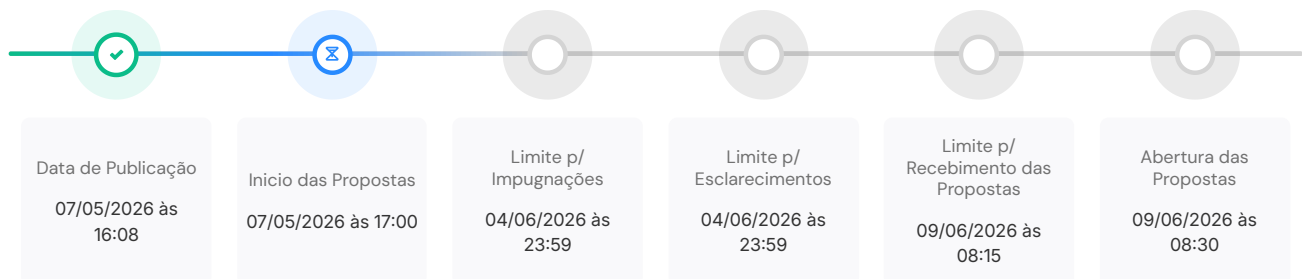 Data de Publicação
07/05/2026 às
16:08
Inicio das Propostas
07/05/2026 às 17:00
Limite p/
Impugnações
04/06/2026 às
23:59
Limite p/
Esclarecimentos
04/06/2026 às
23:59
Limite p/
Recebimento das
Propostas
09/06/2026 às
08:15
Abertura das
Propostas
09/06/2026 às
08:30